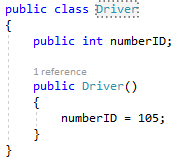 public class Driver
{
    public int numberID;

    1 reference
    public Driver()
    {
        numberID = 105;
    }
}